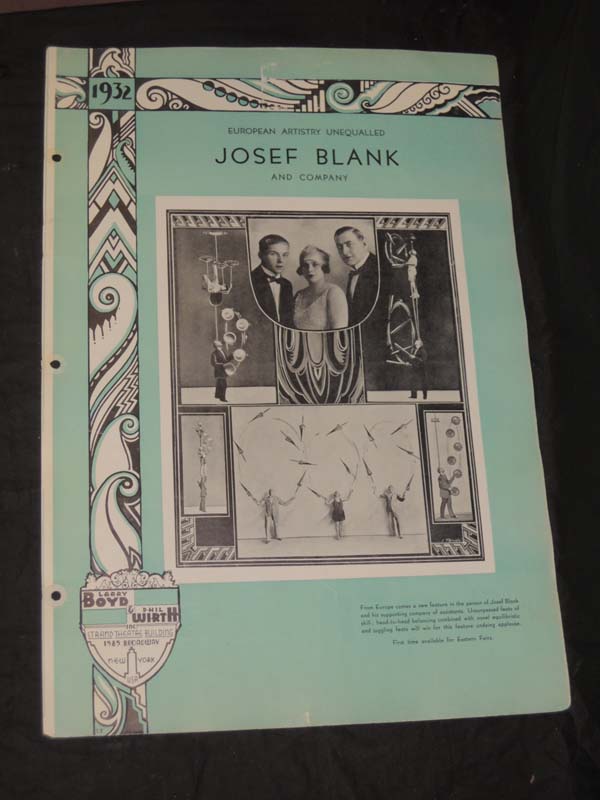 1932
EUROPEAN ARTISTRY UNEQUALLED
JOSEF BLANK
AND COMPANY
From Europe comes a new feature in the person of Josef Blank
and his supporting company of assistants. Unsurpassed feats of
skill; head-to-head balancing combined with novel equilibristic
and juggling feats will win for this feature undying applause.
First time available for Eastern Fairs.
LARRY
BOYD
& PHIL
WIRTH
INC
STRAND THEATRE BUILDING
1585 BROADWAY
NEW YORK
USA